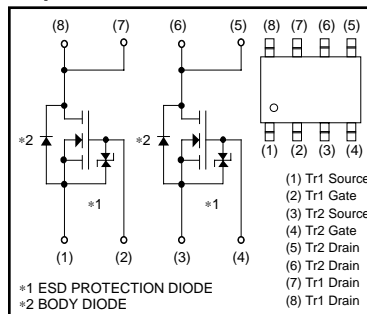 (8) (7) (6) (5)
(8) (7) (6) (5)
∗2 ∗2
∗1 ∗1
(1) (2) (3) (4)
(1) (2) (3) (4)
(1) Tr1 Source
(2) Tr1 Gate
(3) Tr2 Source
(4) Tr2 Gate
(5) Tr2 Drain
(6) Tr2 Drain
(7) Tr1 Drain
(8) Tr1 Drain
∗1 ESD PROTECTION DIODE
∗2 BODY DIODE